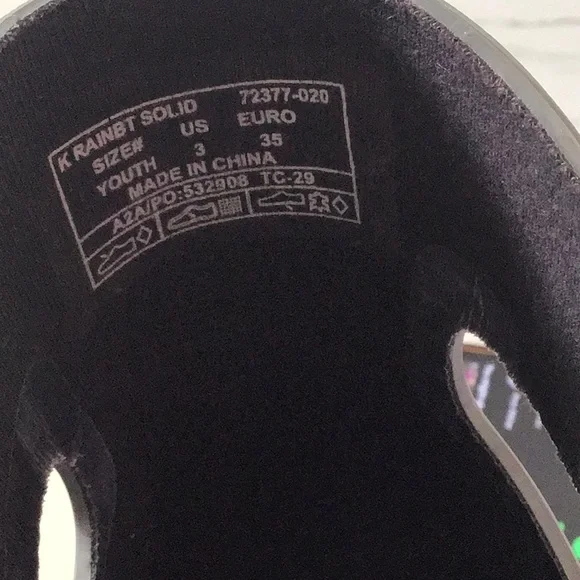 K RAINBT SOLID 72377-020
SIZE# US EURO
YOUTH 3 35
MADE IN CHINA
A2A/PO:532908 TC-29